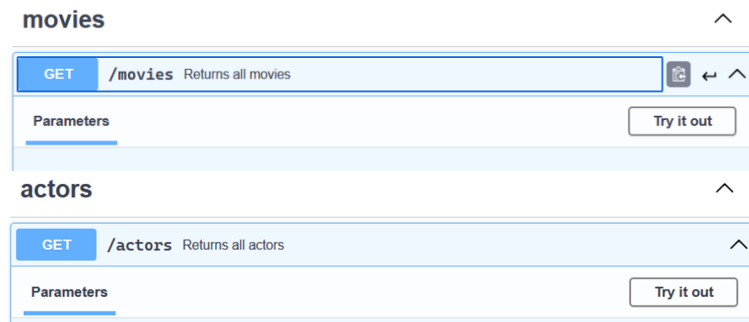 movies
GET /movies Returns all movies
Parameters Try it out
actors
GET /actors Returns all actors
Parameters Try it out